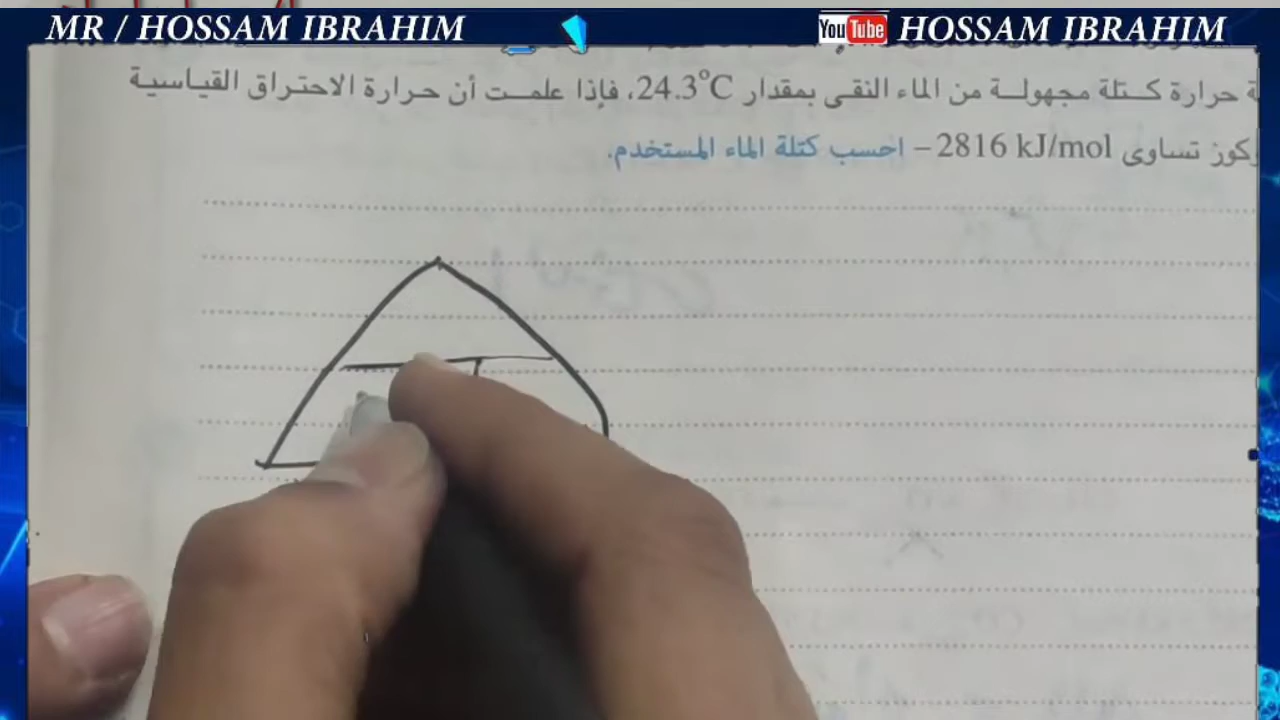 MR / HOSSAM IBRAHIM
YouTube HOSSAM IBRAHIM
حرارة كتلة مجهولة من الماء النقى بمقدار 24.3°C، فإذا علمت أن حرارة الاحتراق القياسية
تساوى 2816 kJ/mol – احسب كتلة الماء المستخدم.